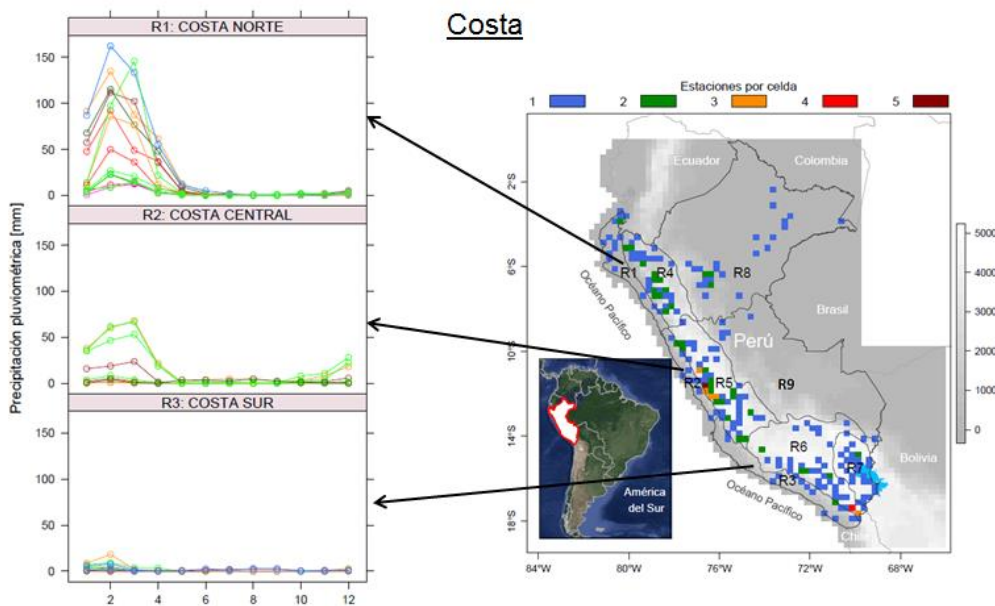 Costa
R1: COSTA NORTE
150
100
50
0
R2: COSTA CENTRAL
150
100
50
0
R3: COSTA SUR
150
100
50
0
2 4 6 8 10 12
Precipitación pluviométrica [mm]
Estaciones por celda
1 2 3 4 5
Ecuador Colombia
R1 R4 R8
Océano Pacífico
Brasil
Perú
R2 R5
R9
R6
R7
Bolivia
R3
Océano Pacífico
Chile
América
del Sur
2°S
6°S
10°S
14°S
18°S
84°W 80°W 76°W 72°W 68°W
5000
4000
3000
2000
1000
0